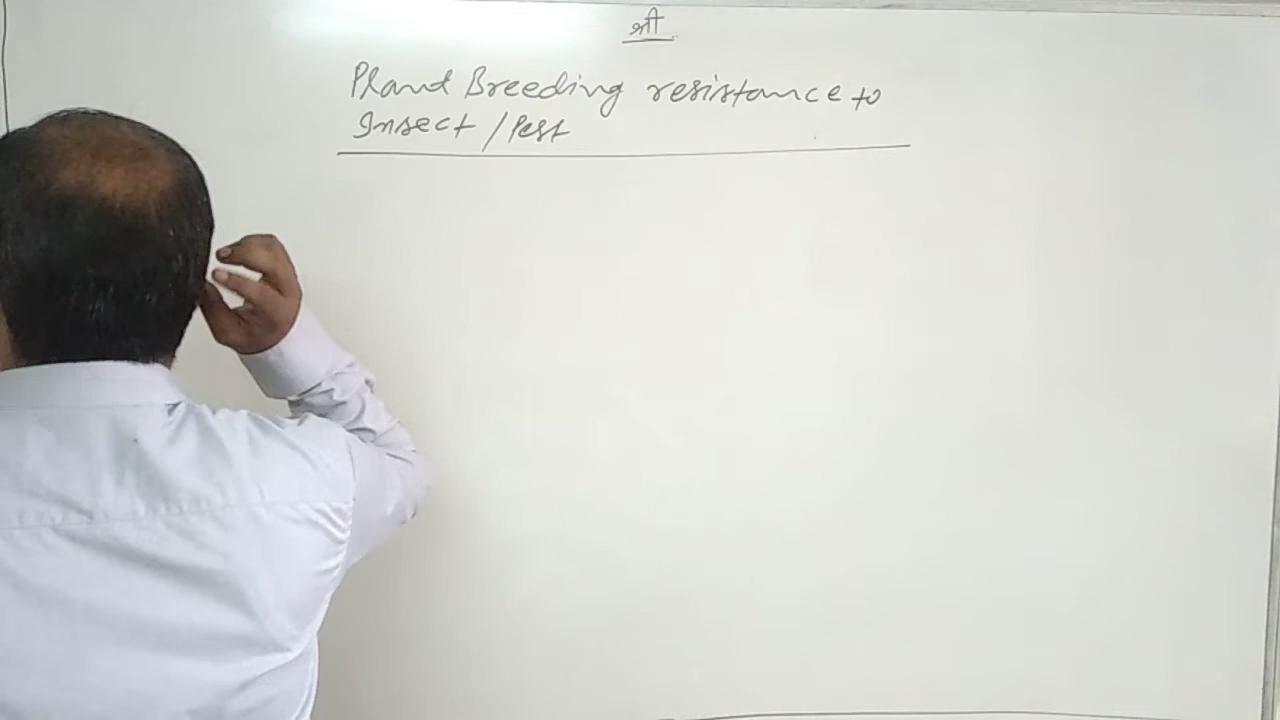 श्री
Plant Breeding resistance to
Insect / Pest